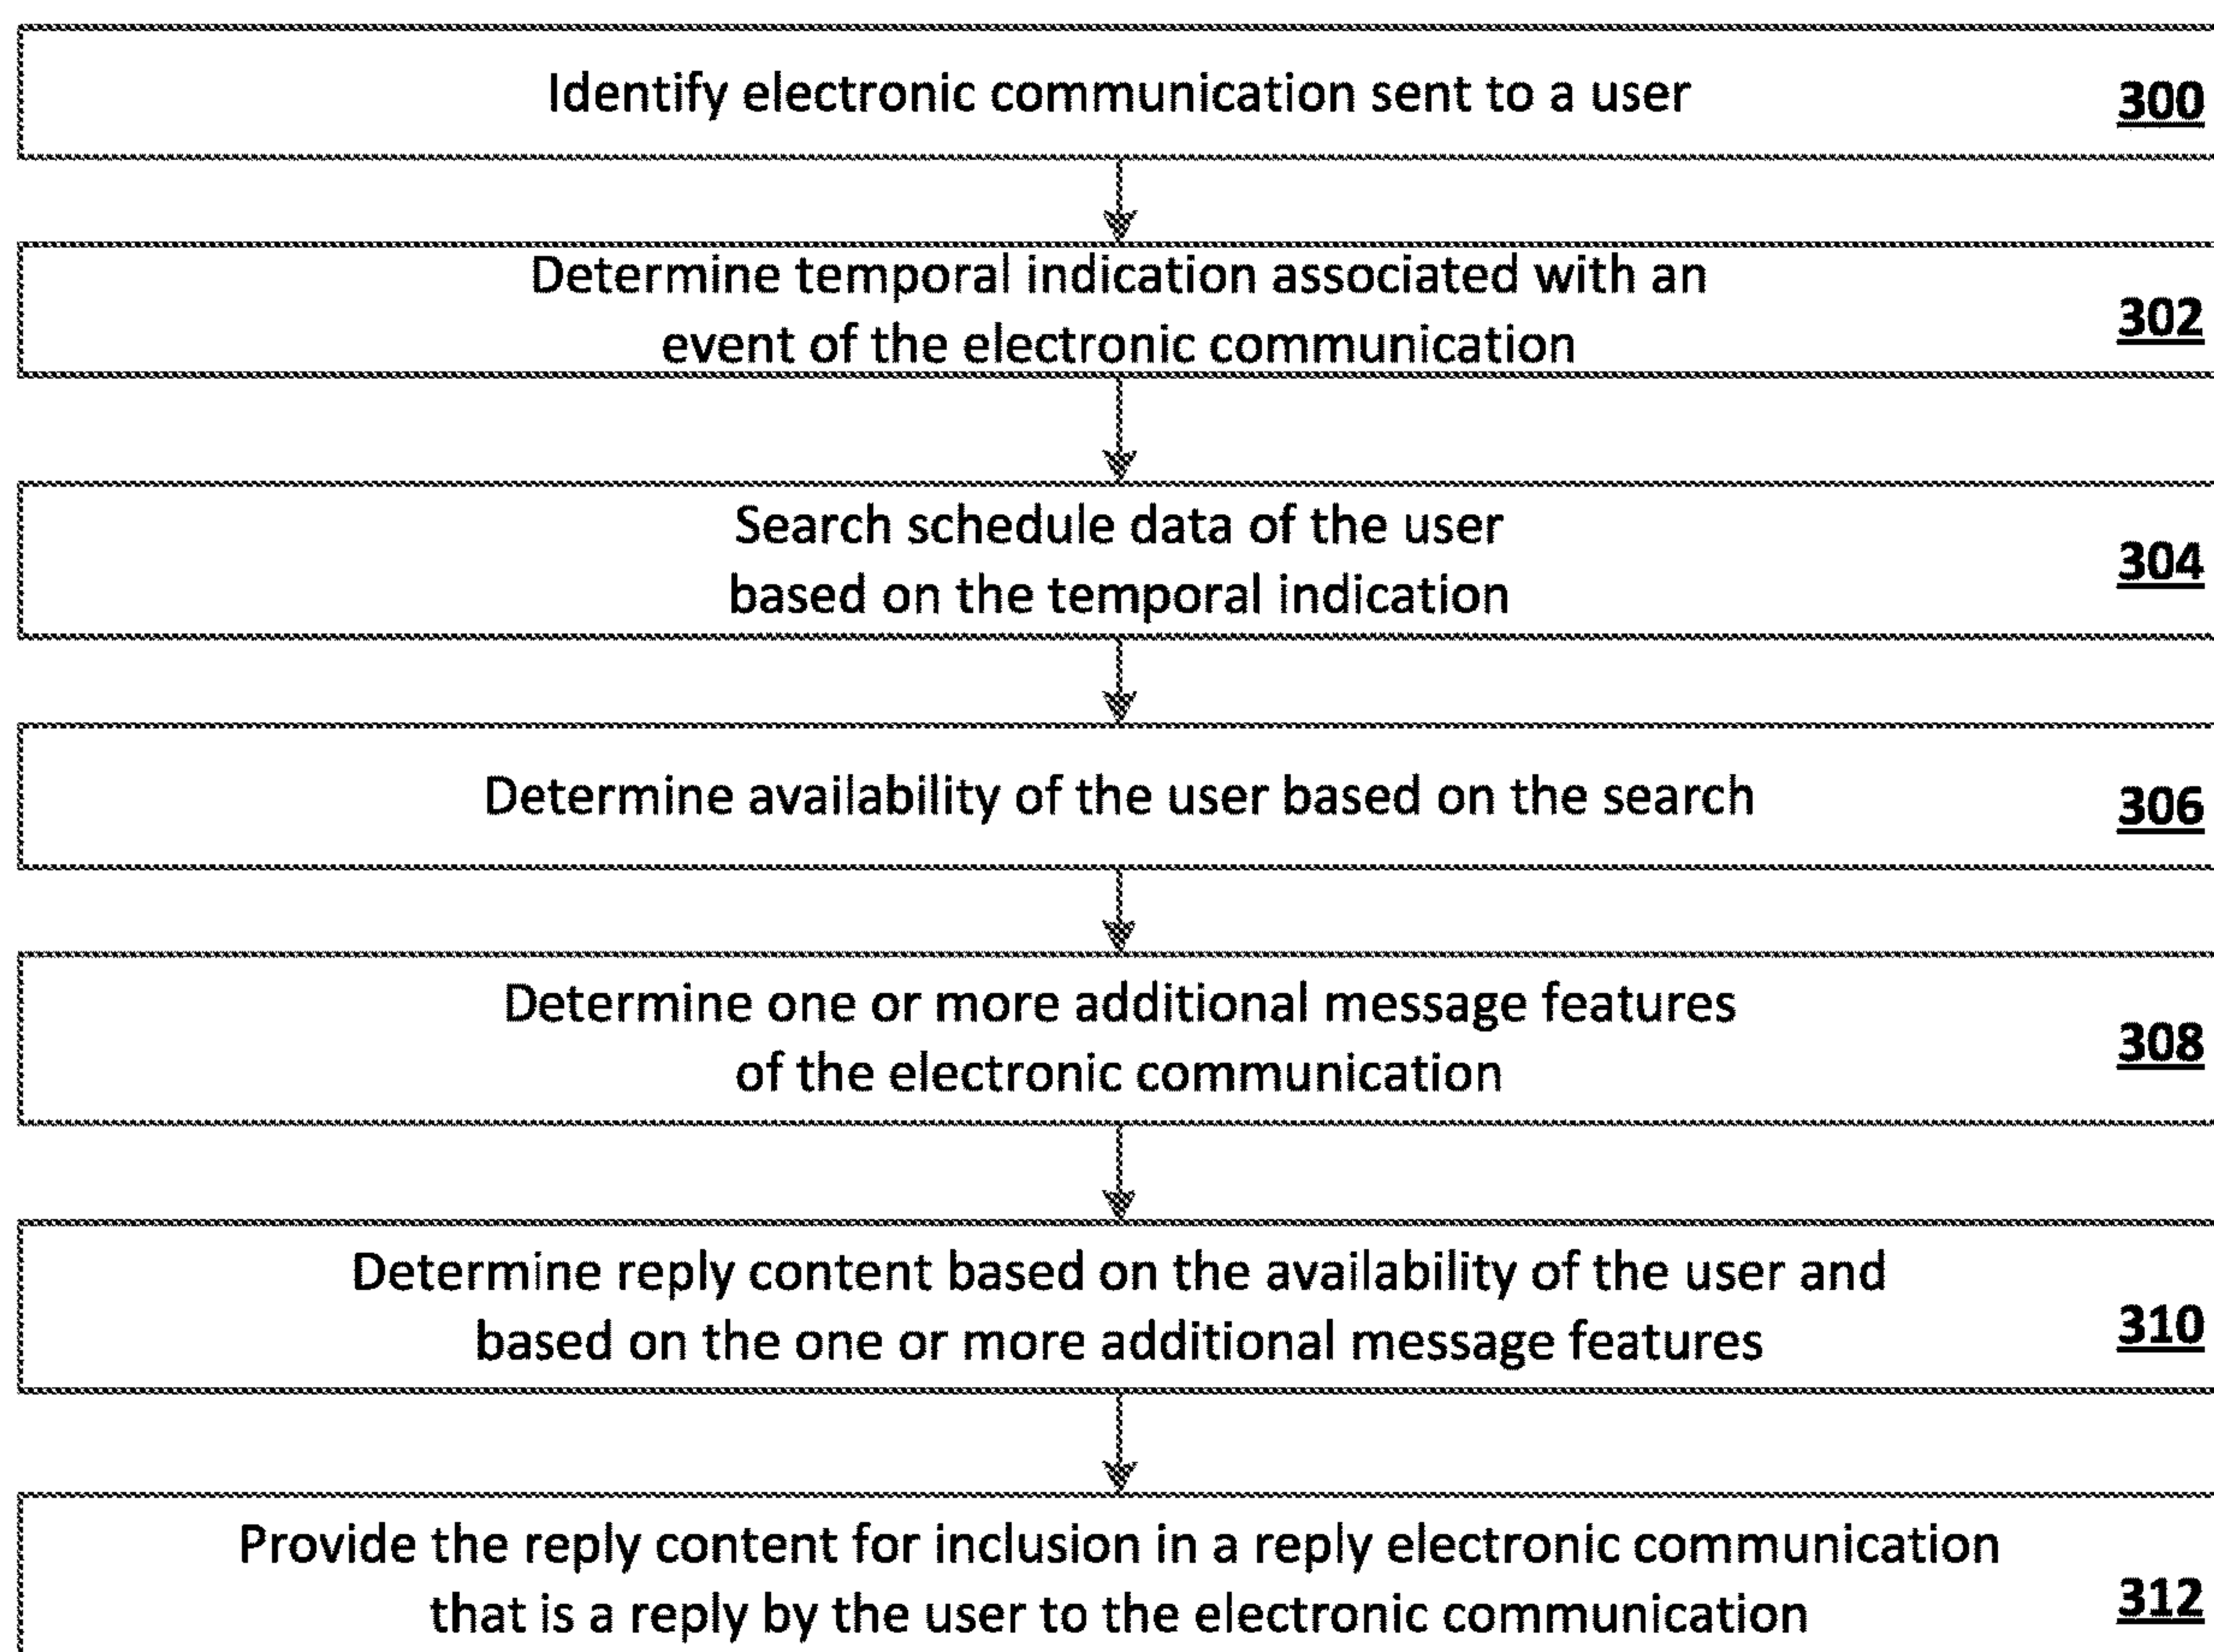 Identify electronic communication sent to a user
300
Determine temporal indication associated with an
event of the electronic communication
302
Search schedule data of the user
based on the temporal indication
304
Determine availability of the user based on the search
306
Determine one or more additional message features
of the electronic communication
308
Determine reply content based on the availability of the user and
based on the one or more additional message features
310
Provide the reply content for inclusion in a reply electronic communication
that is a reply by the user to the electronic communication
312